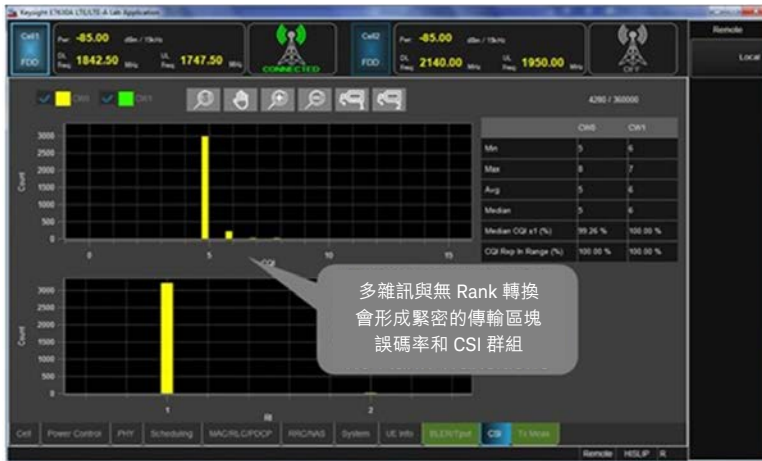 Keysight E7630A LTE/LTE-A Lab Application
Cell1 Pwr: -85.00 dBm / 15kHz
FDD DL Freq 1842.50 MHz UL Freq 1747.50 MHz CONNECTED
Cell2 Pwr: -85.00 dBm / 15kHz
FDD DL Freq 2140.00 MHz UL Freq 1950.00 MHz OFF
Remote
Local
CW0 CW1
4280 / 360000
CW0 CW1
Min 5 6
Max 8 7
Avg 5 6
Median 5 6
Median CQI ±1 (%) 99.26 % 100.00 %
CQI Rep In Range (%) 100.00 % 100.00 %
3000
2500
2000
1500
1000
500
0
Count
0 5 10 15
CQI
多雜訊與無 Rank 轉換
會形成緊密的傳輸區塊
誤碼率和 CSI 群組
3000
2500
2000
1500
1000
500
0
Count
1 2
RI
Cell Power Control PHY Scheduling MAC/RLC/PDCP RRC/NAS System UE Info BLER/Tput CSI Tx Meas
Remote HiSLIP R